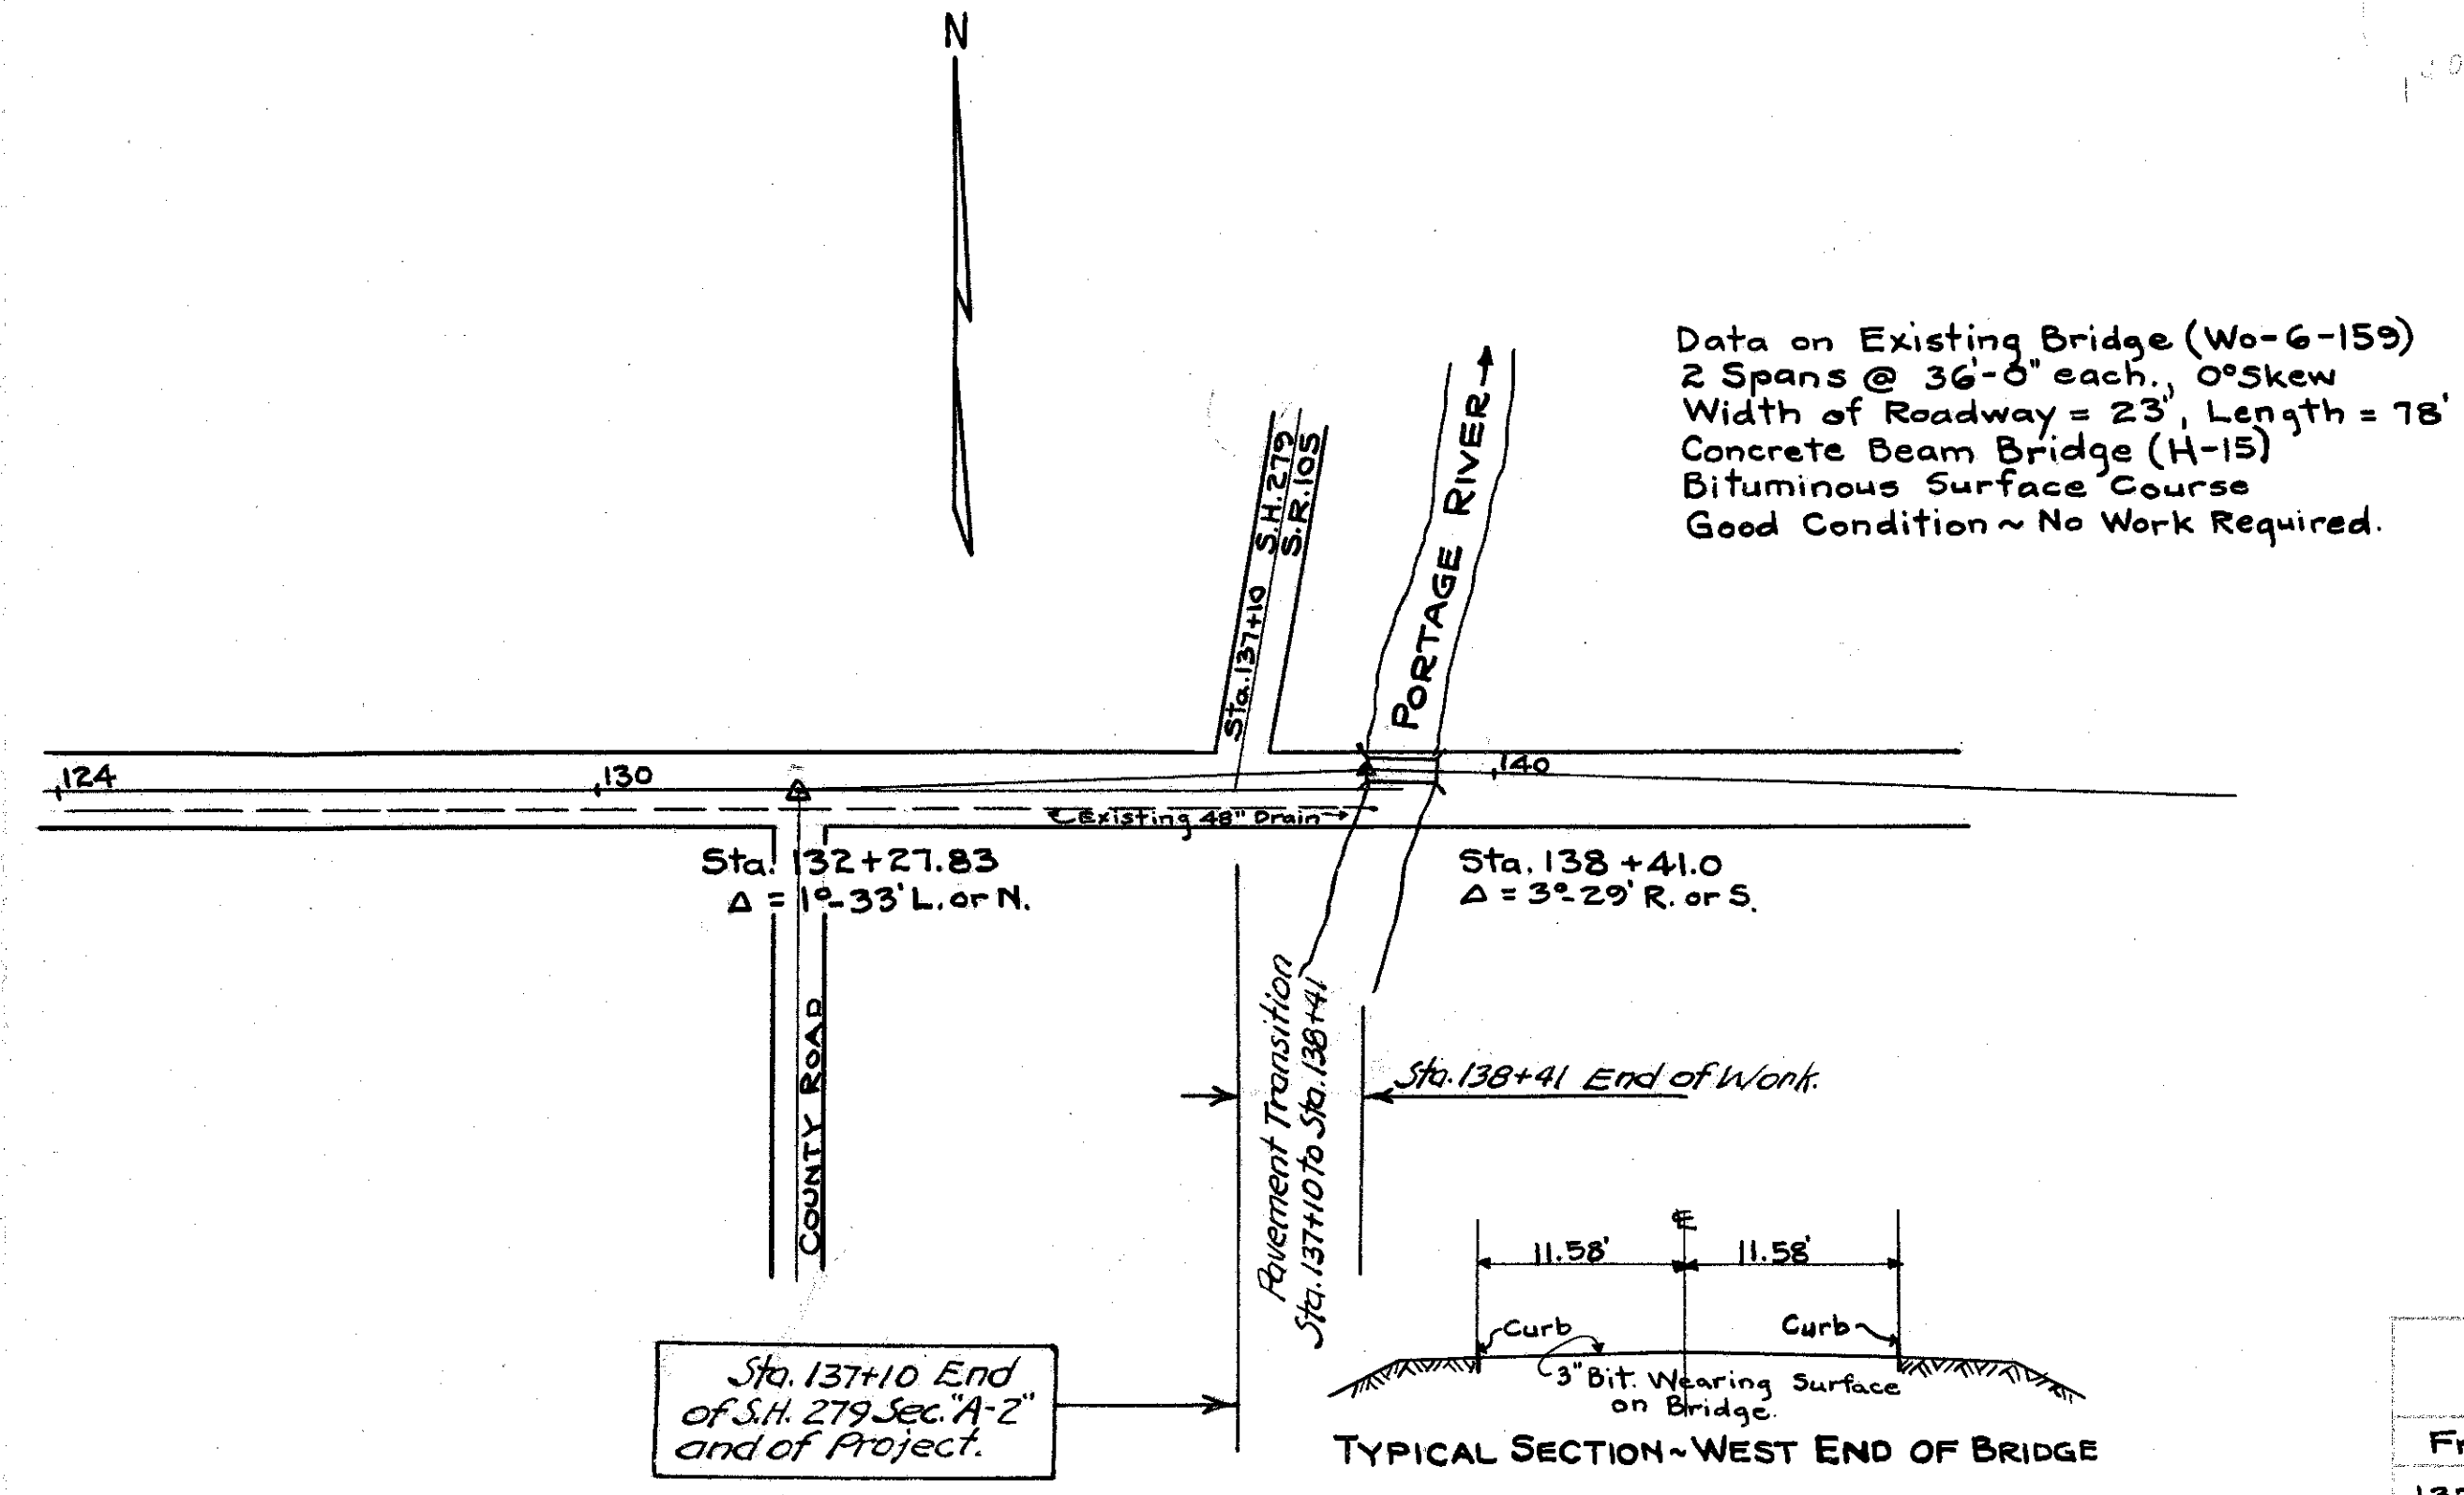 N
Data on Existing Bridge (Wo-6-159)
2 Spans @ 36'-0" each., 0° Skew
Width of Roadway = 23', Length = 78'
Concrete Beam Bridge (H-15)
Bituminous Surface Course
Good Condition ~ No Work Required.
Sta. 137+10 S.H. 279
S.R. 105
PORTAGE RIVER
124
130
140
Existing 48" Drain
Sta. 132+27.83
Δ = 1°-33' L. or N.
Sta. 138+41.0
Δ = 3°-29' R. or S.
COUNTY ROAD
Pavement Transition
Sta. 137+10 to Sta. 138+41
Sta. 138+41 End of Work.
Sta. 137+10 End
of S.H. 279 Sec. "A-2"
and of Project.
℄
11.58' 11.58'
Curb Curb
3" Bit. Wearing Surface
on Bridge.
TYPICAL SECTION ~ WEST END OF BRIDGE